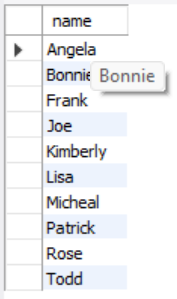 name
Angela
Bonnie Bonnie
Frank
Joe
Kimberly
Lisa
Micheal
Patrick
Rose
Todd